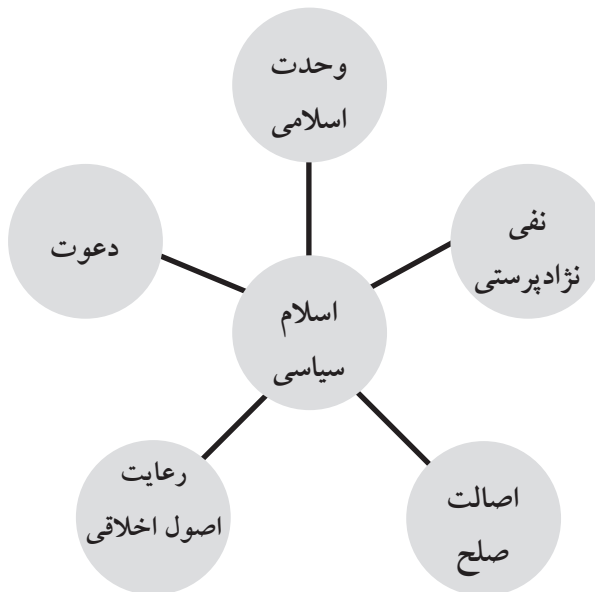 وحدت
اسلامی
نفی
نژادپرستی
دعوت
اسلام
سیاسی
رعایت
اصول اخلاقی
اصالت
صلح